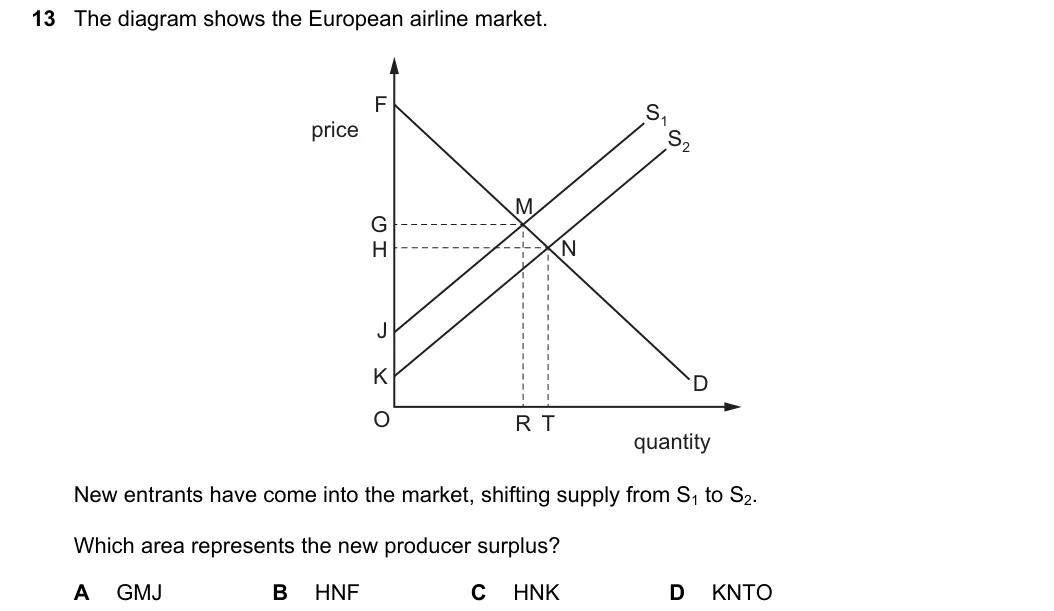 13 The diagram shows the European airline market.
F
price
S₁
S₂
M
G
H
N
J
K
D
O
R T
quantity
New entrants have come into the market, shifting supply from S₁ to S₂.
Which area represents the new producer surplus?
A GMJ B HNF C HNK D KNTO